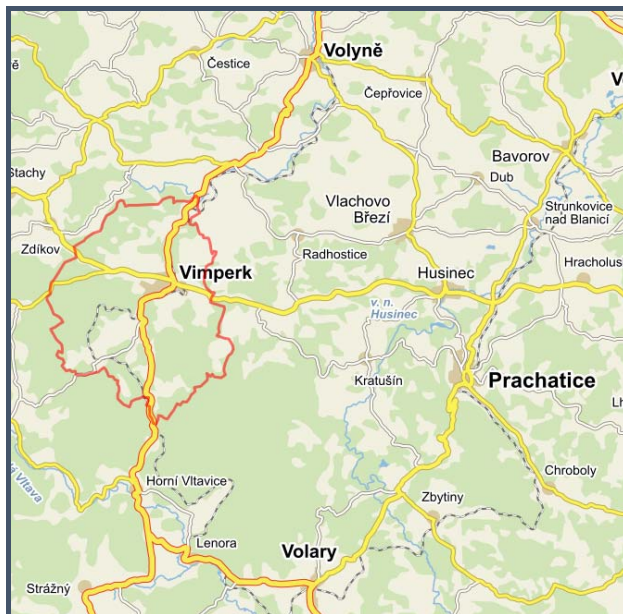 Volyně
Čestice
Čepřovice
Bavorov
Stachy
Dub
Vlachovo
Březí
Strunkovice
nad Blanicí
Zdíkov
Radhostice
Vimperk
Husinec
Hracholus
v. n.
Husinec
Kratušín
Prachatice
Chroboly
Horní Vltavice
Vltava
Zbytiny
Lenora
Volary
Strážný